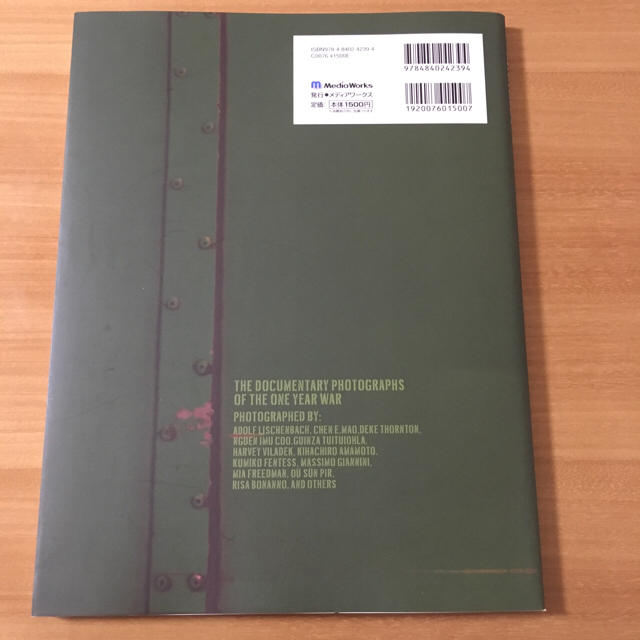 ISBN978-4-8402-4239-4
C0076 ¥1500E
9784840242394
m MediaWorks
発行●メディアワークス
定価：本体1500円
1920076015007
THE DOCUMENTARY PHOTOGRAPHS
OF THE ONE YEAR WAR
PHOTOGRAPHED BY:
ADOLF LISCHENBACH, CHEN E.MAO,DEKE THORNTON,
NGUEN IMU COO,GUINZA TUITUIOHLA,
HARVEY VILADEK, KIHACHIRO AMAMOTO,
KUMIKO FENTESS, MASSIMO GIANNINI,
MIA FREEDMAN, OU SUN PIR,
RISA BONANNO, AND OTHERS